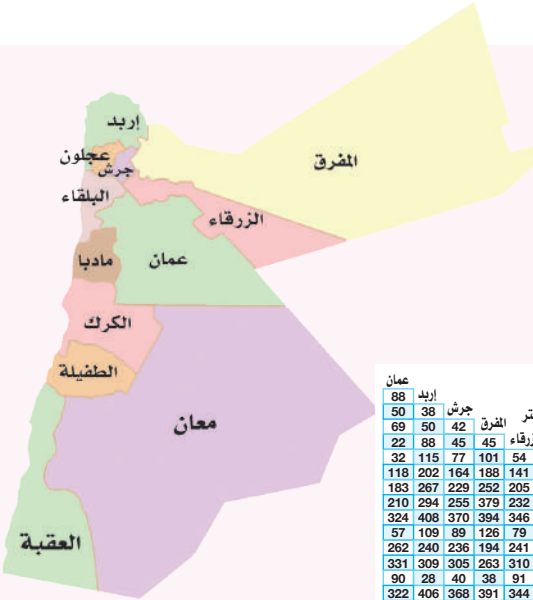 إربد
عجلون
جرش
المفرق
البلقاء
الزرقاء
مادبا
عمان
الكرك
الطفيلة
معان
العقبة
عمان
88 إربد
50 38 جرش
69 50 42 المفرق
22 88 45 45
32 115 77 101 54
118 202 164 188 141
183 267 229 252 205
210 294 255 379 232
324 408 370 394 346
57 109 89 126 79
262 240 236 194 241
331 309 305 263 310
90 28 40 38 91
322 406 368 391 344